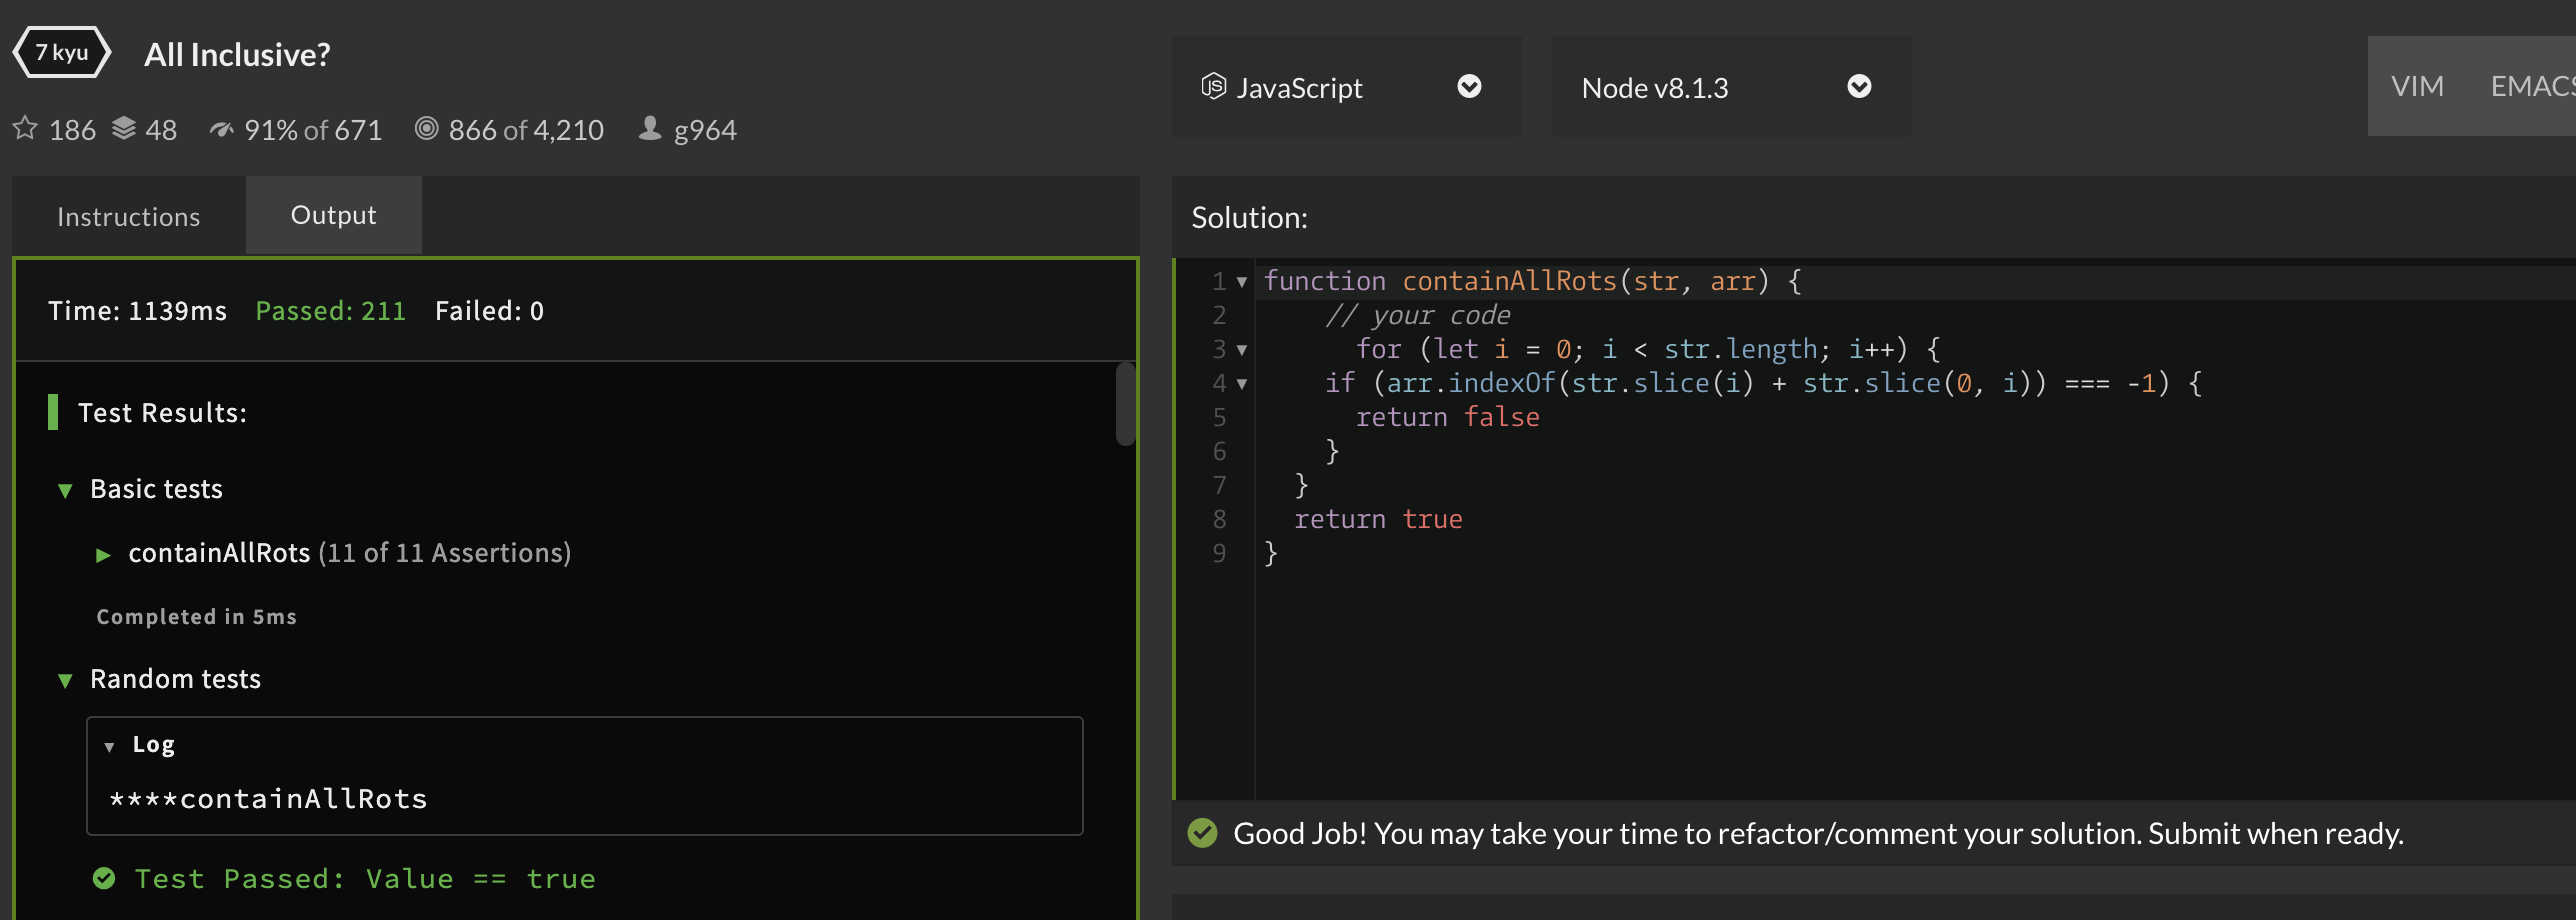 7 kyu All Inclusive?
186 48 91% of 671 866 of 4,210 g964
JavaScript Node v8.1.3 VIM EMACS
Instructions Output
Time: 1139ms Passed: 211 Failed: 0
Test Results:
Basic tests
containAllRots (11 of 11 Assertions)
Completed in 5ms
Random tests
Log
****containAllRots
Test Passed: Value == true
Solution:
1 function containAllRots(str, arr) {
2 // your code
3 for (let i = 0; i < str.length; i++) {
4 if (arr.indexOf(str.slice(i) + str.slice(0, i)) === -1) {
5 return false
6 }
7 }
8 return true
9 }
Good Job! You may take your time to refactor/comment your solution. Submit when ready.